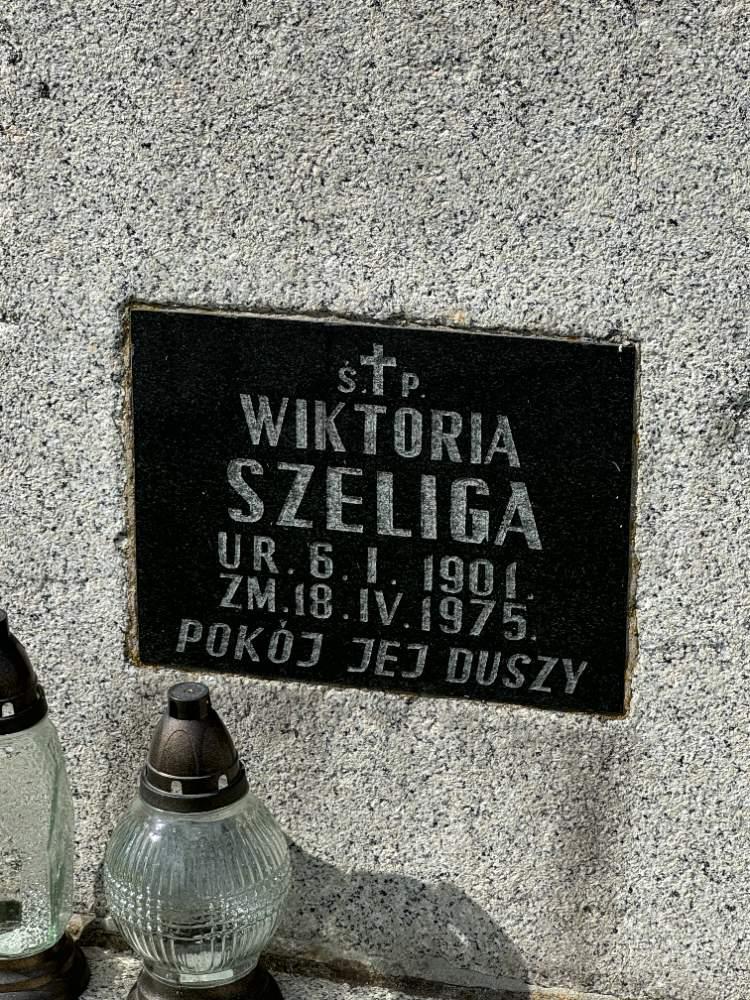 Ś. P.
WIKTORIA
SZELIGA
UR. 6. I. 1901.
ZM. 18. IV. 1975.
POKÓJ JEJ DUSZY